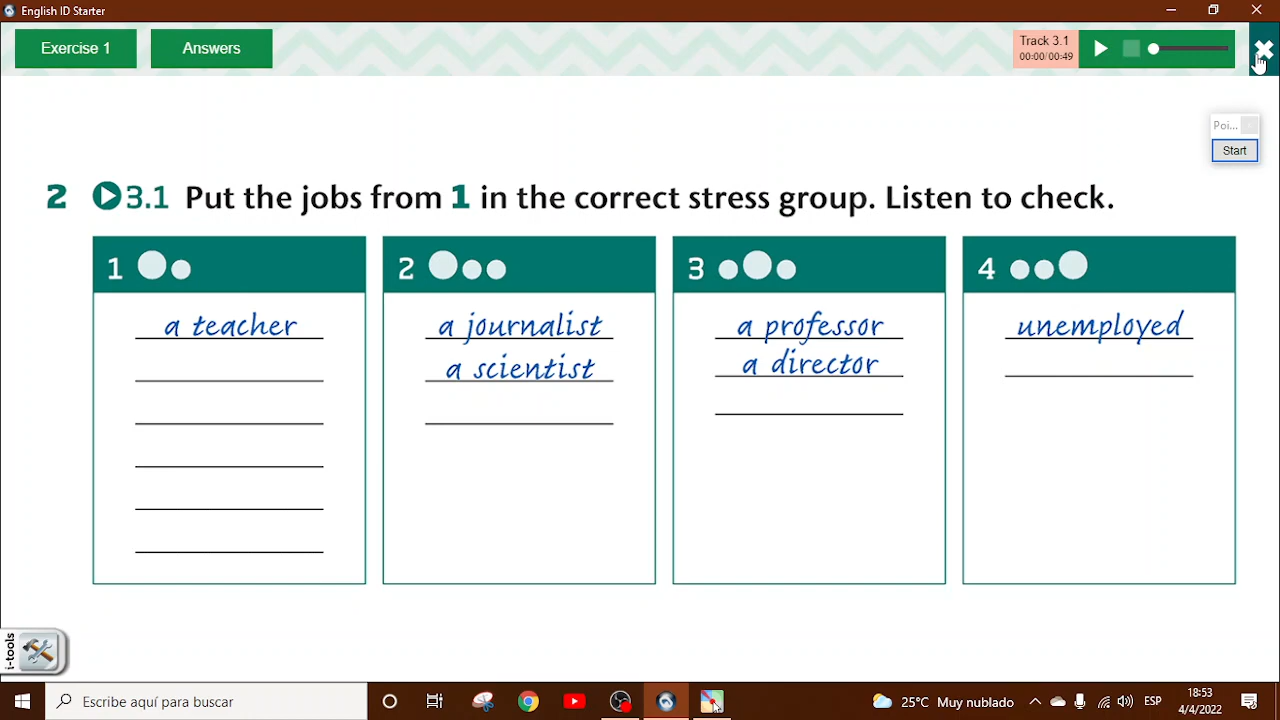 English ID Starter
Exercise 1
Answers
Track 3.1
00:00/00:49
Poi...
Start
2 3.1 Put the jobs from 1 in the correct stress group. Listen to check.
1
a teacher
2
a journalist
a scientist
3
a professor
a director
4
unemployed
i-tools
Escribe aquí para buscar
25°C Muy nublado
ESP
18:53
4/4/2022